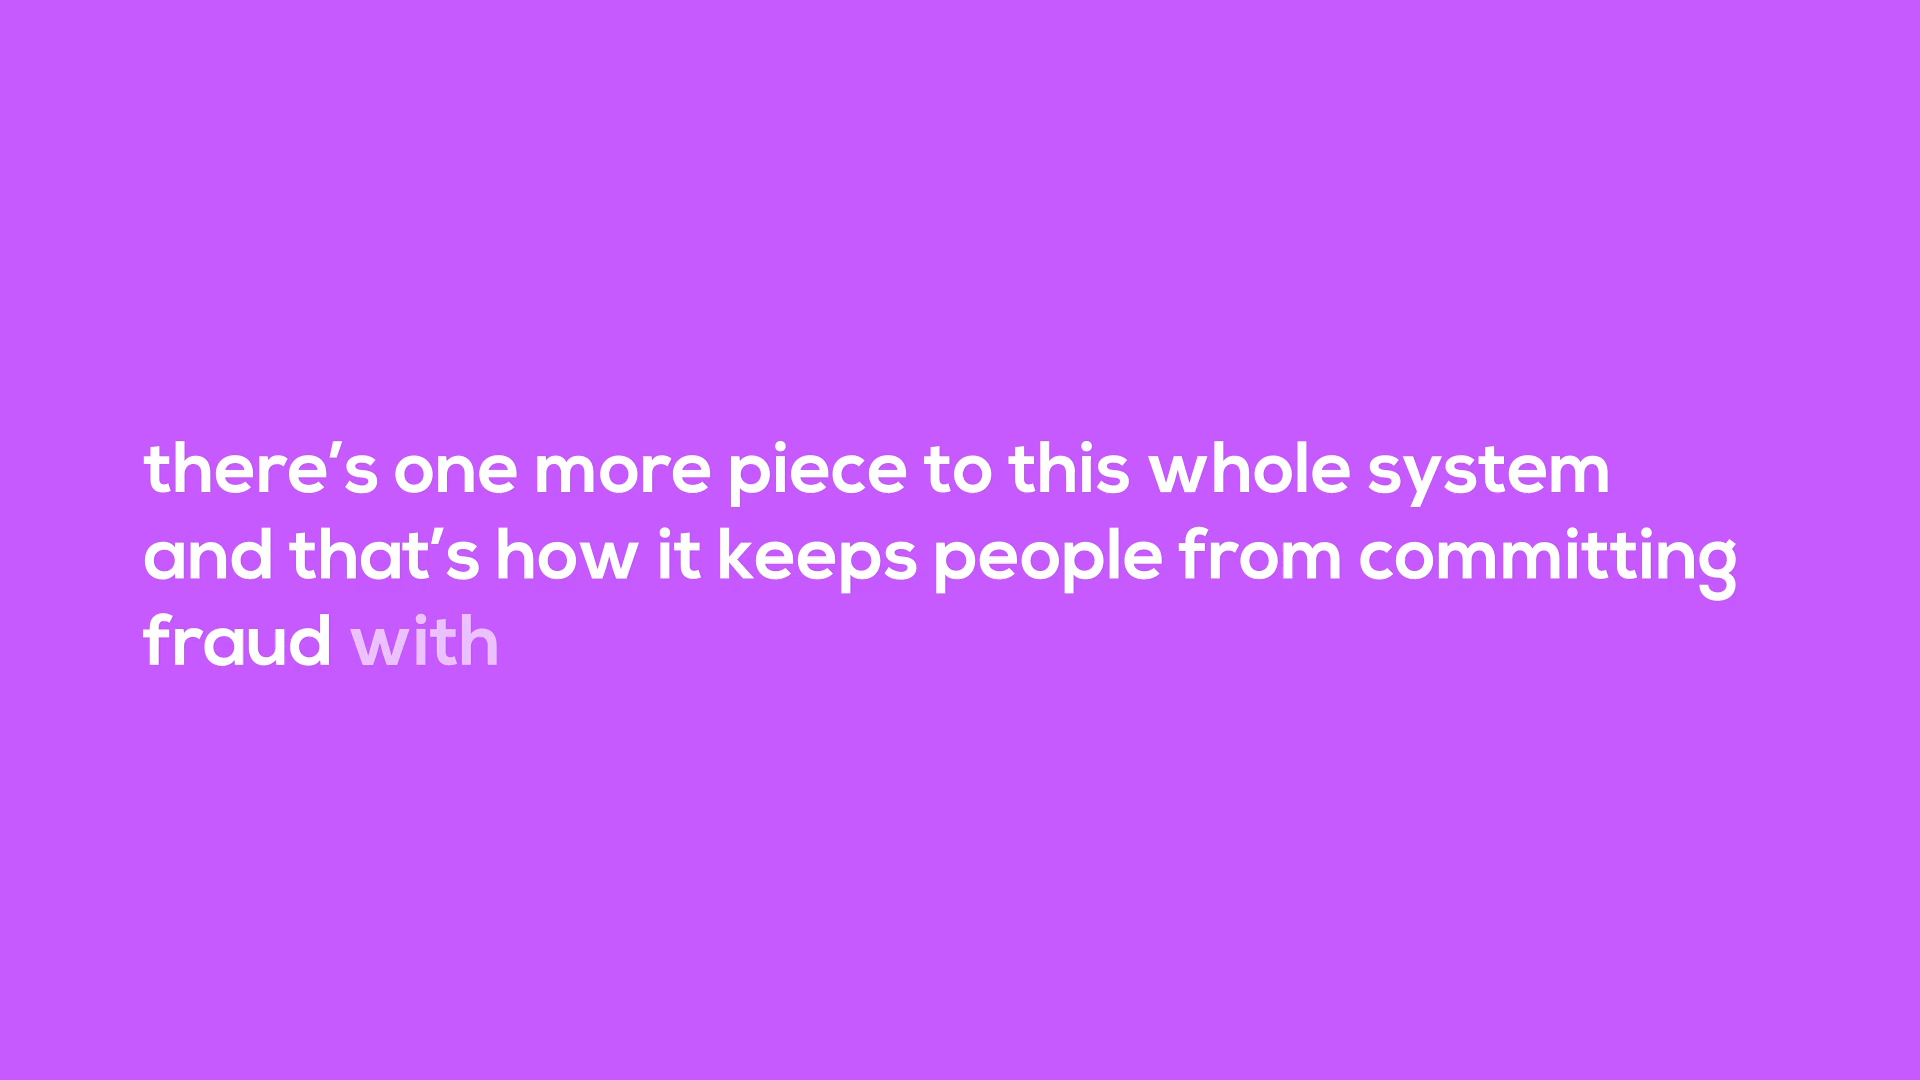 there’s one more piece to this whole system
and that’s how it keeps people from committing
fraud with